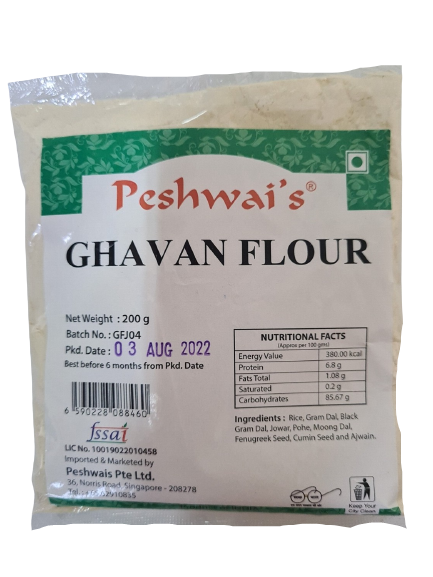 Peshwai's®
GHAVAN FLOUR
Net Weight : 200 g
Batch No. : GFJ04
Pkd. Date : 03 AUG 2022
Best before 6 months from Pkd. Date
6 590228 088460
fssai
LIC No. 10019022010458
Imported & Marketed by
Peshwais Pte Ltd.
36, Norris Road, Singapore - 208278
NUTRITIONAL FACTS
(Approx per 100 gms)
Energy Value 380.00 kcal
Protein 6.8 g
Fats Total 1.08 g
Saturated 0.2 g
Carbohydrates 85.67 g
Ingredients : Rice, Gram Dal, Black
Gram Dal, Jowar, Pohe, Moong Dal,
Fenugreek Seed, Cumin Seed and Ajwain.
Keep Your
City Clean